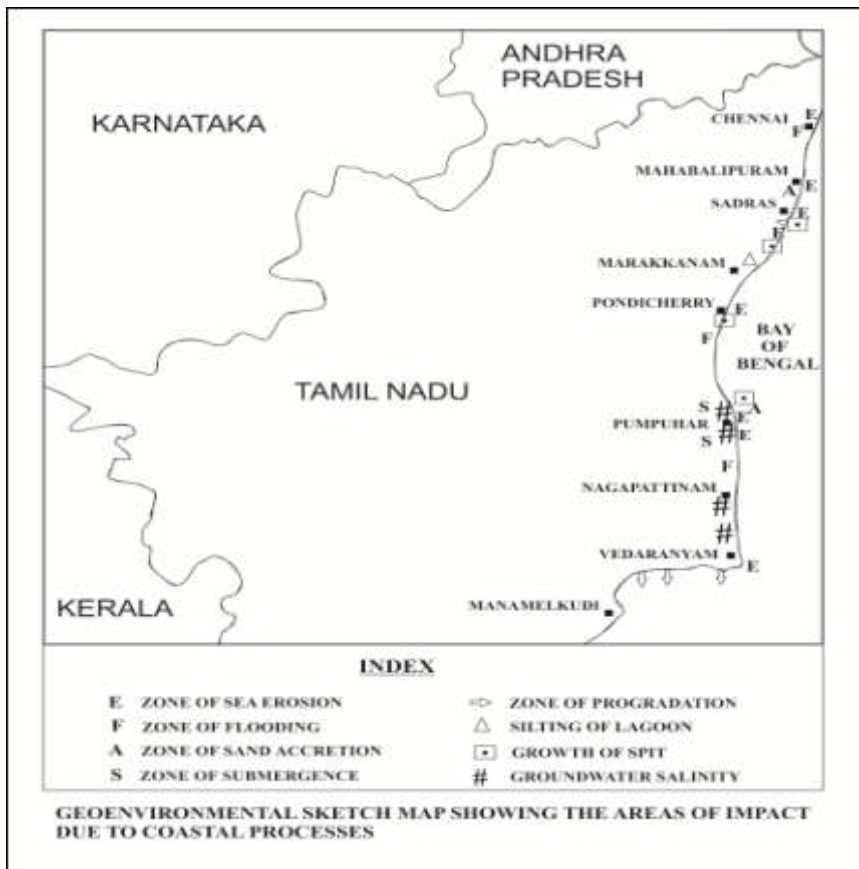 ANDHRA
PRADESH
KARNATAKA
E
CHENNAI
F
MAHABALIPURAM
A E
SADRAS
E
E
MARAKKANAM
PONDICHERRY E
F
BAY
OF
BENGAL
TAMIL NADU
S # A
E
PUMPUHAR
S # E
F
NAGAPATTINAM
#
#
VEDARANYAM
E
KERALA
MANAMELKUDI
INDEX
E ZONE OF SEA EROSION
F ZONE OF FLOODING
A ZONE OF SAND ACCRETION
S ZONE OF SUBMERGENCE
ZONE OF PROGRADATION
SILTING OF LAGOON
GROWTH OF SPIT
# GROUNDWATER SALINITY
GEOENVIRONMENTAL SKETCH MAP SHOWING THE AREAS OF IMPACT
DUE TO COASTAL PROCESSES